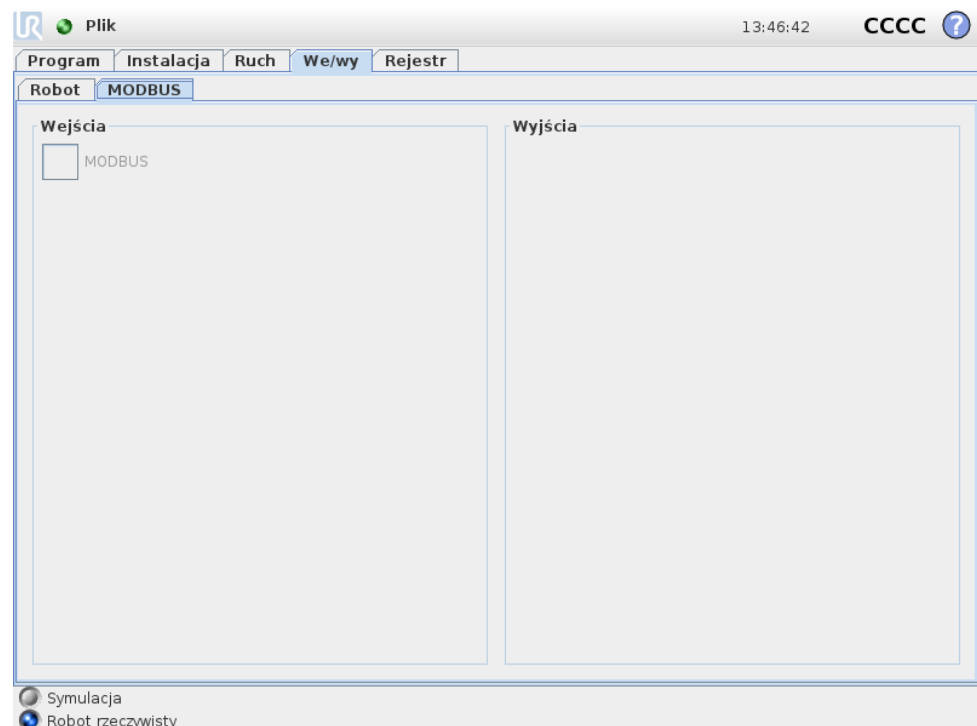 UR Plik 13:46:42 CCCC ?
Program Instalacja Ruch We/wy Rejestr
Robot MODBUS
Wejścia Wyjścia
MODBUS
Symulacja
Robot rzeczywisty